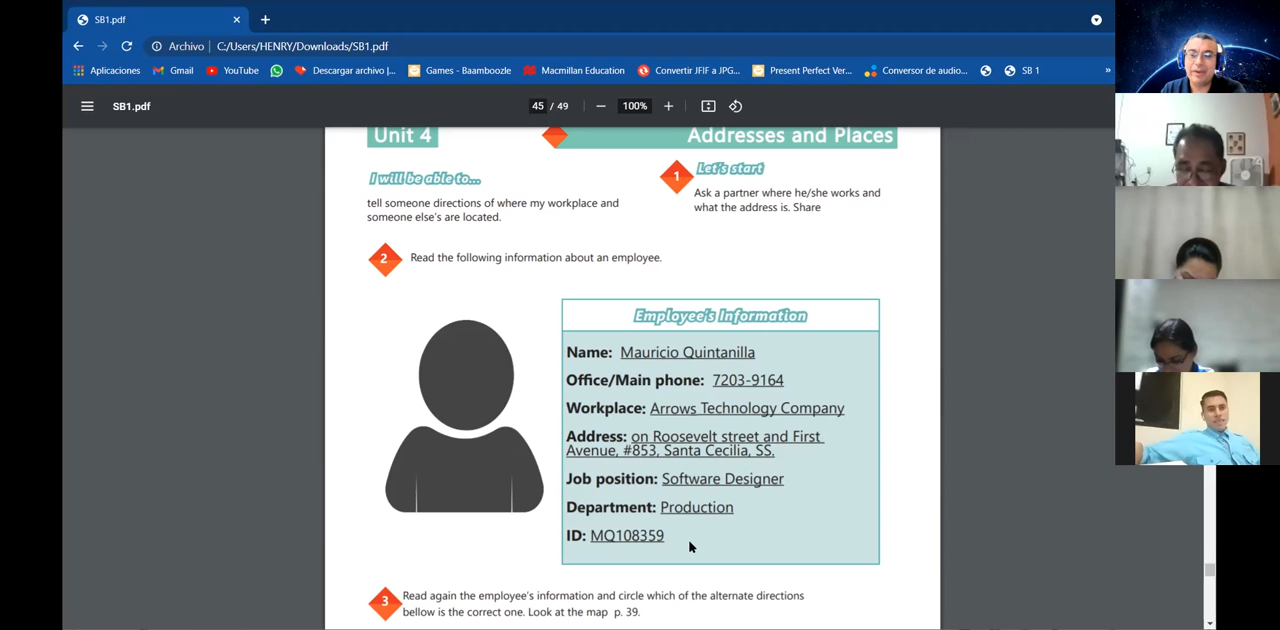 SB1.pdf
Archivo C:/Users/HENRY/Downloads/SB1.pdf
Aplicaciones Gmail YouTube Descargar archivo |... Games - Baamboozle Macmillan Education Convertir JFIF a JPG... Present Perfect Ver... Conversor de audio... SB 1 »
SB1.pdf 45 / 49 100%
Unit 4 Addresses and Places
I will be able to...
tell someone directions of where my workplace and
someone else's are located.
1 Let's start
Ask a partner where he/she works and
what the address is. Share
2 Read the following information about an employee.
Employee's Information
Name: Mauricio Quintanilla
Office/Main phone: 7203-9164
Workplace: Arrows Technology Company
Address: on Roosevelt street and First
Avenue, #853, Santa Cecilia, SS.
Job position: Software Designer
Department: Production
ID: MQ108359
3 Read again the employee's information and circle which of the alternate directions
bellow is the correct one. Look at the map p. 39.